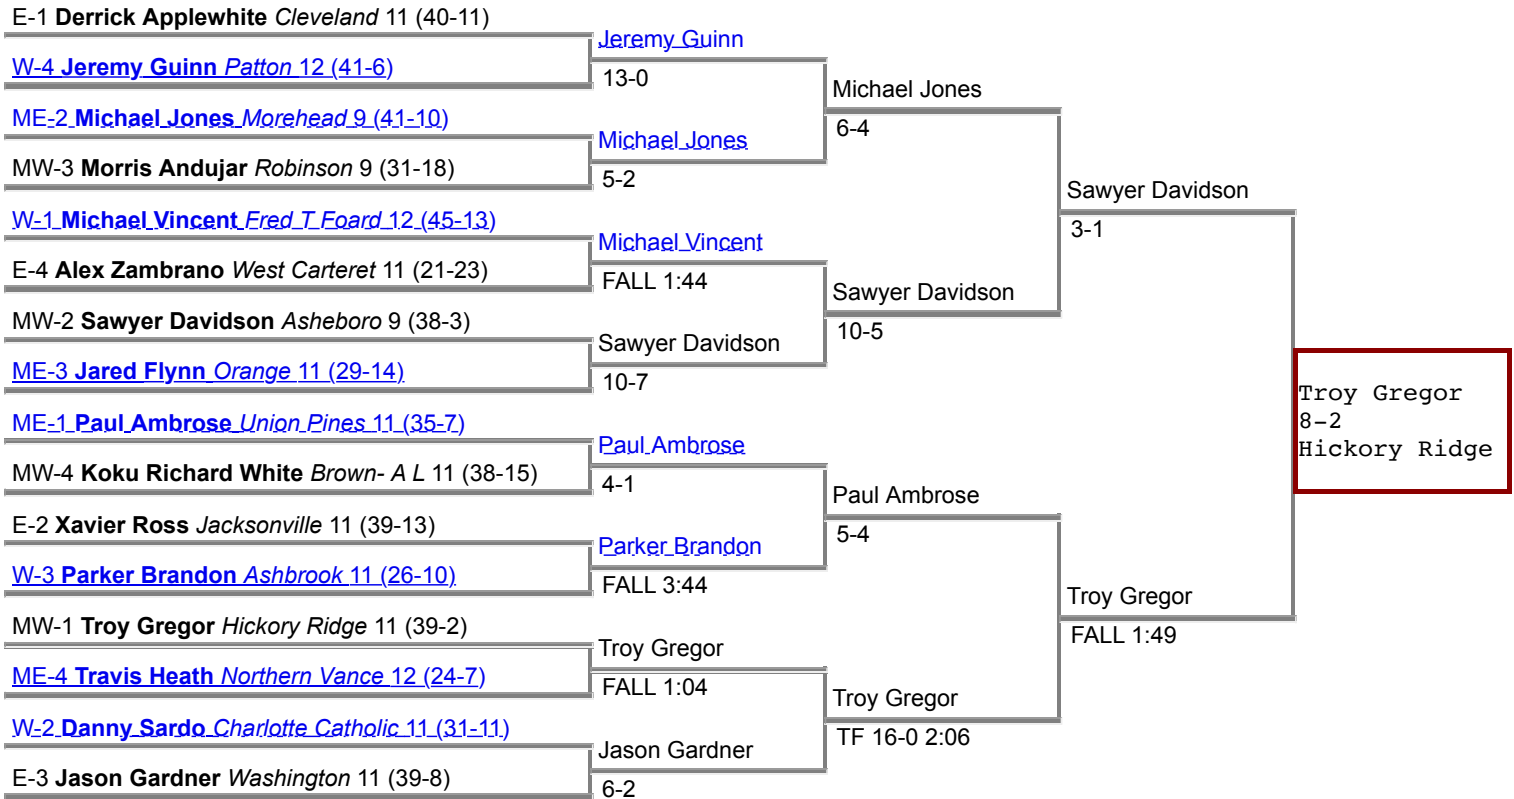 E-1 Derrick Applewhite Cleveland 11 (40-11)
W-4 Jeremy Guinn Patton 12 (41-6)
ME-2 Michael Jones Morehead 9 (41-10)
MW-3 Morris Andujar Robinson 9 (31-18)
W-1 Michael Vincent Fred T Foard 12 (45-13)
E-4 Alex Zambrano West Carteret 11 (21-23)
MW-2 Sawyer Davidson Asheboro 9 (38-3)
ME-3 Jared Flynn Orange 11 (29-14)
ME-1 Paul Ambrose Union Pines 11 (35-7)
MW-4 Koku Richard White Brown- A L 11 (38-15)
E-2 Xavier Ross Jacksonville 11 (39-13)
W-3 Parker Brandon Ashbrook 11 (26-10)
MW-1 Troy Gregor Hickory Ridge 11 (39-2)
ME-4 Travis Heath Northern Vance 12 (24-7)
W-2 Danny Sardo Charlotte Catholic 11 (31-11)
E-3 Jason Gardner Washington 11 (39-8)
Jeremy Guinn
13-0
Michael Jones
5-2
Michael Vincent
FALL 1:44
Sawyer Davidson
10-7
Paul Ambrose
4-1
Parker Brandon
FALL 3:44
Troy Gregor
FALL 1:04
Jason Gardner
6-2
Michael Jones
6-4
Sawyer Davidson
10-5
Paul Ambrose
5-4
Troy Gregor
TF 16-0 2:06
Sawyer Davidson
3-1
Troy Gregor
FALL 1:49
Troy Gregor
8-2
Hickory Ridge